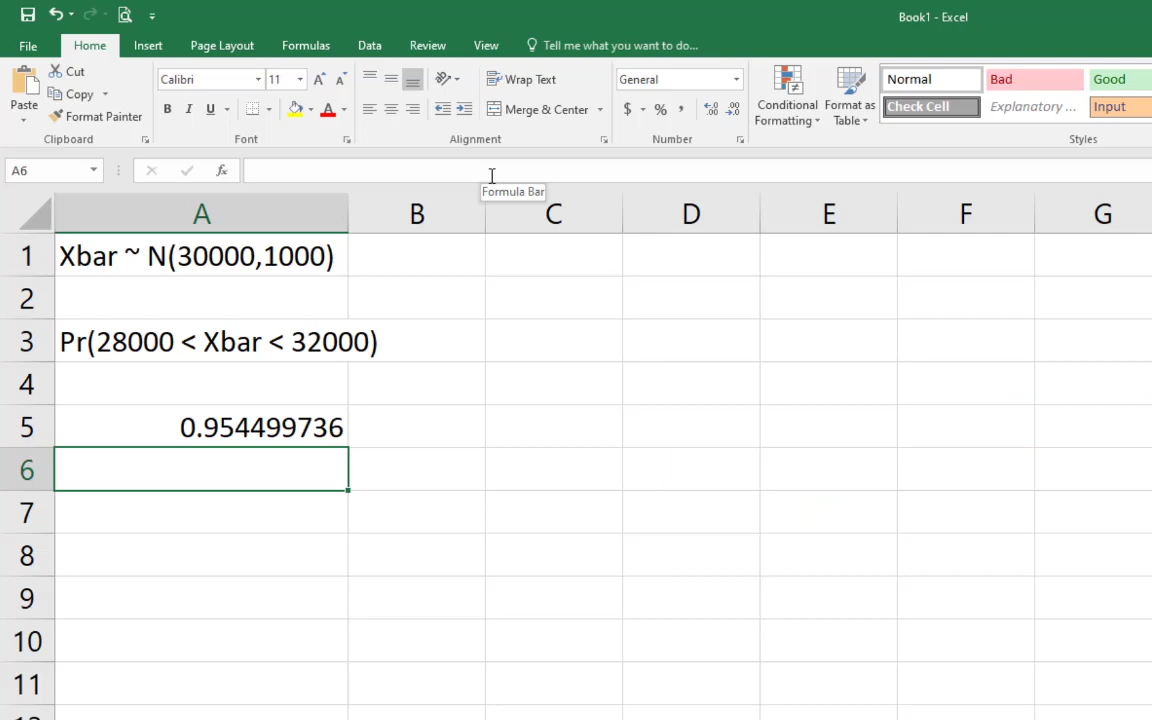 Book1 - Excel
File Home Insert Page Layout Formulas Data Review View Tell me what you want to do...
Paste
Cut
Copy
Format Painter
Clipboard
Calibri 11
B I U
Font
Wrap Text
Merge & Center
Alignment
General
$ % ,
Number
Conditional Formatting
Format as Table
Normal Bad Good
Check Cell Explanatory ... Input
Styles
A6
fx
Formula Bar
A B C D E F G
1 Xbar ~ N(30000,1000)
2
3 Pr(28000 < Xbar < 32000)
4
5 0.954499736
6
7
8
9
10
11